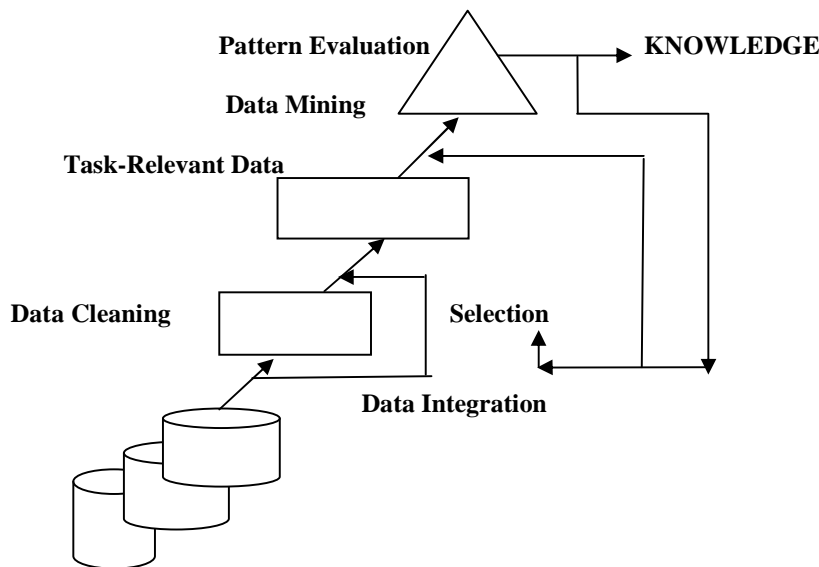 Pattern Evaluation
KNOWLEDGE
Data Mining
Task-Relevant Data
Data Cleaning
Selection
Data Integration